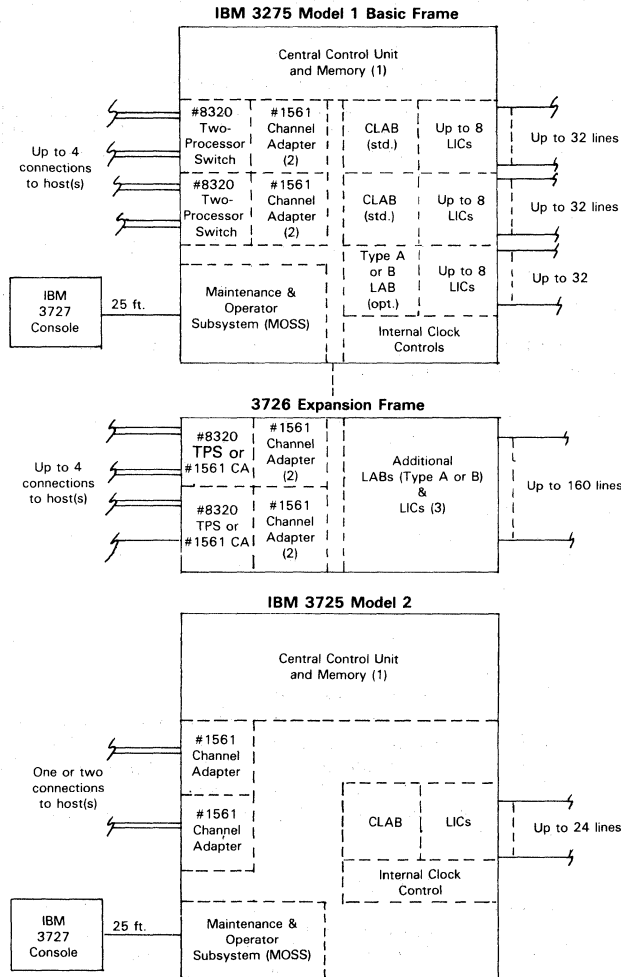 IBM 3275 Model 1 Basic Frame
Central Control Unit
and Memory (1)
Up to 4
connections
to host(s)
#8320
Two-
Processor
Switch
#1561
Channel
Adapter
(2)
CLAB
(std.)
Up to 8
LICs
Up to 32 lines
#8320
Two-
Processor
Switch
#1561
Channel
Adapter
(2)
CLAB
(std.)
Up to 8
LICs
Up to 32 lines
Type A
or B
LAB
(opt.)
Up to 8
LICs
Up to 32
IBM
3727
Console
25 ft.
Maintenance &
Operator
Subsystem (MOSS)
Internal Clock
Controls
3726 Expansion Frame
Up to 4
connections
to host(s)
#8320
TPS or
#1561 CA
#1561
Channel
Adapter
(2)
#8320
TPS or
#1561 CA
#1561
Channel
Adapter
(2)
Additional
LABs (Type A or B)
&
LICs (3)
Up to 160 lines
IBM 3725 Model 2
Central Control Unit
and Memory (1)
One or two
connections
to host(s)
#1561
Channel
Adapter
#1561
Channel
Adapter
CLAB
LICs
Up to 24 lines
Internal Clock
Control
IBM
3727
Console
25 ft.
Maintenance &
Operator
Subsystem (MOSS)